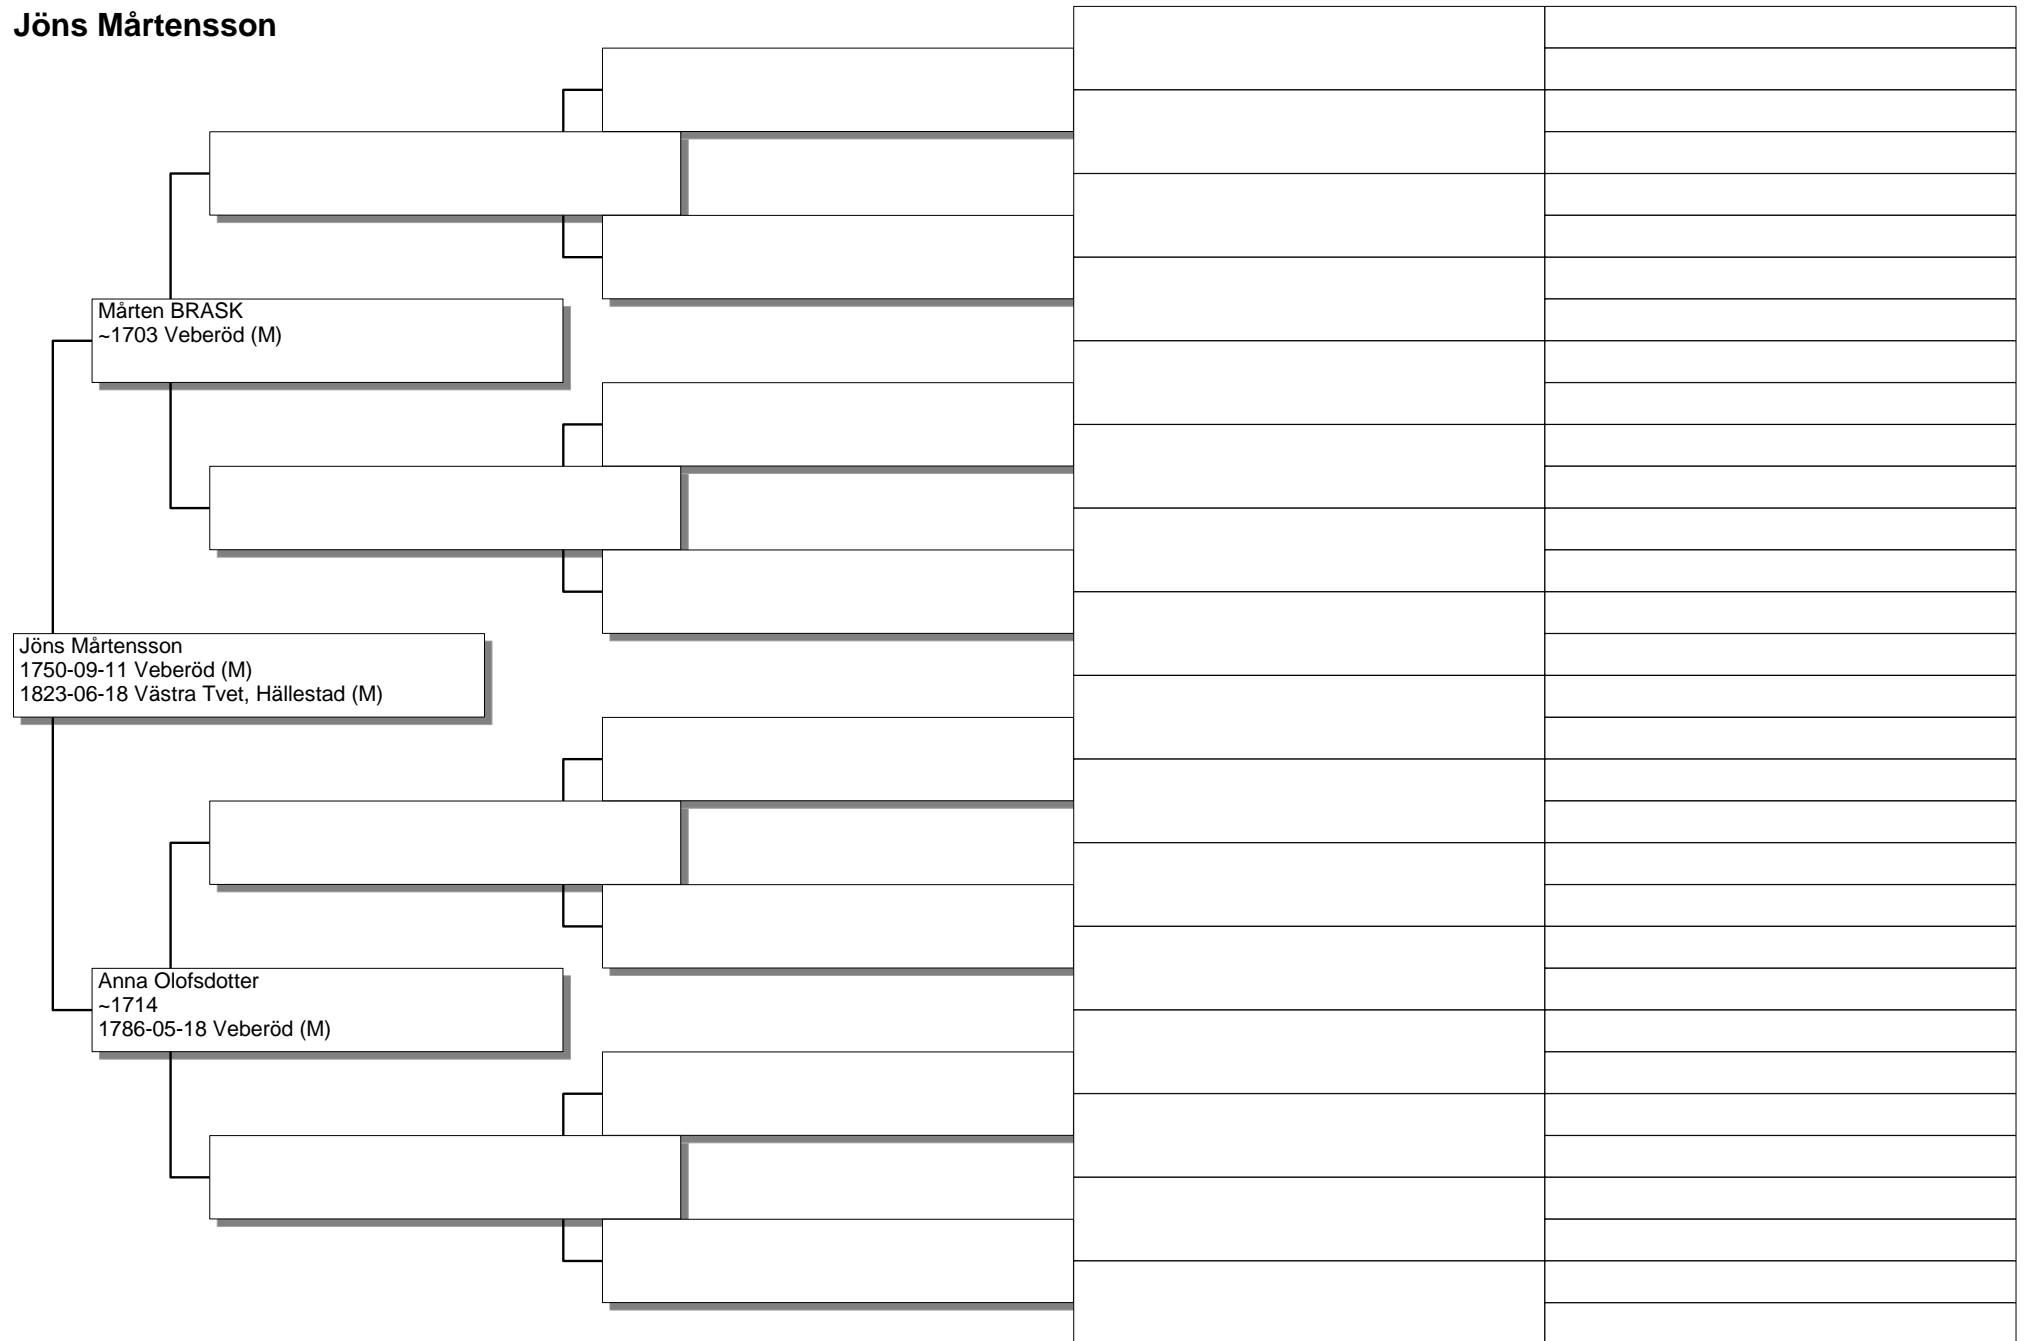 Jöns Mårtensson
Mårten BRASK
~1703 Veberöd (M)
Jöns Mårtensson
1750-09-11 Veberöd (M)
1823-06-18 Västra Tvet, Hällestad (M)
Anna Olofsdotter
~1714
1786-05-18 Veberöd (M)